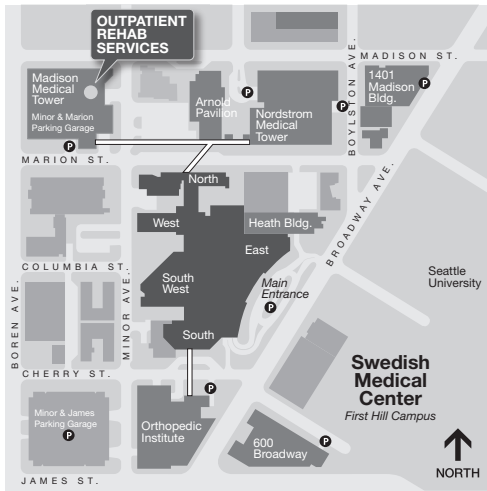 OUTPATIENT
REHAB
SERVICES
MADISON ST.
BOYLSTON AVE.
Madison
Medical
Tower
Minor & Marion
Parking Garage
P
Arnold
Pavilion
P
Nordstrom
Medical
Tower
P
1401
Madison
Bldg.
P
MARION ST.
BROADWAY AVE.
North
West
Heath Bldg.
East
South
West
Main
Entrance
P
Seattle
University
COLUMBIA ST.
BOREN AVE.
MINOR AVE.
South
CHERRY ST.
Swedish
Medical
Center
First Hill Campus
Minor & James
Parking Garage
P
P
Orthopedic
Institute
600
Broadway
P
NORTH
JAMES ST.